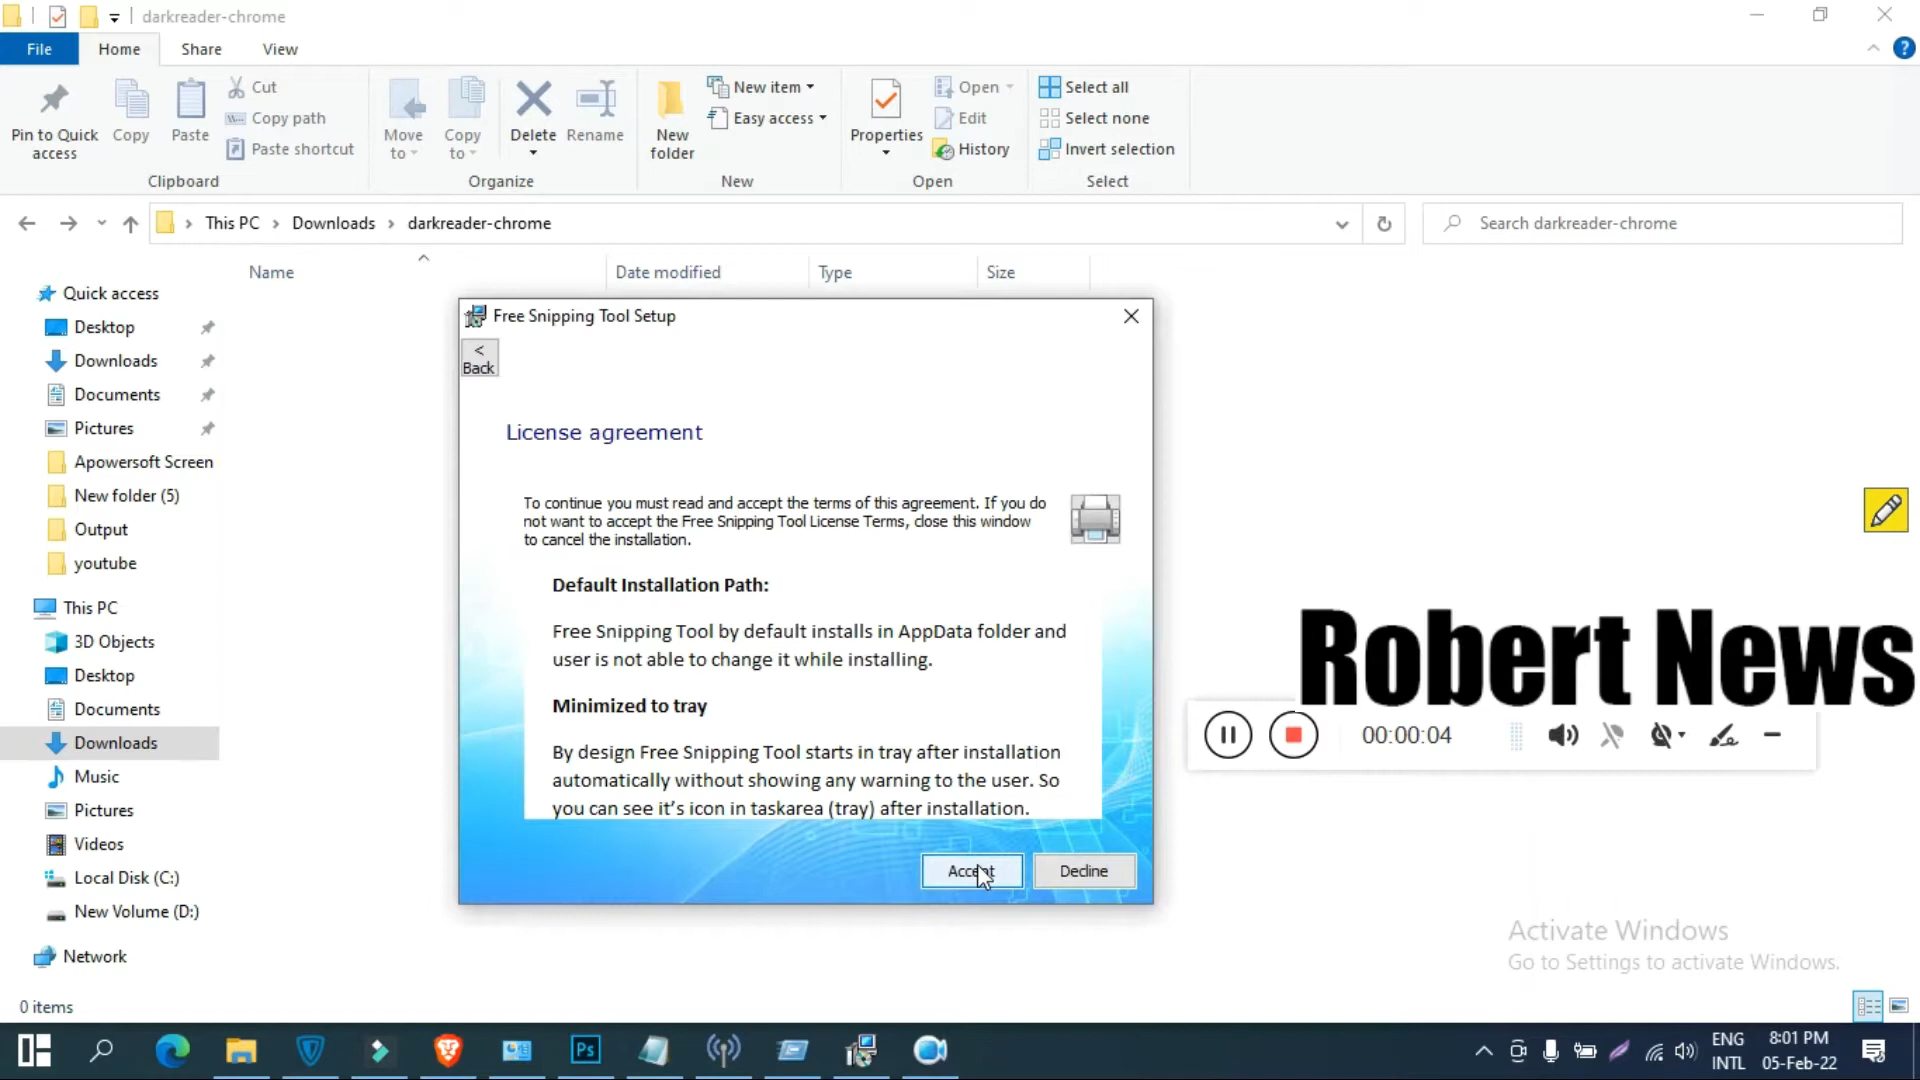 darkreader-chrome
File
Home
Share
View
Pin to Quick access
Copy
Paste
Cut
Copy path
Paste shortcut
Clipboard
Move to
Copy to
Delete
Rename
Organize
New folder
New item
Easy access
New
Properties
Open
Edit
History
Open
Select all
Select none
Invert selection
Select
This PC > Downloads > darkreader-chrome
Search darkreader-chrome
Name
Date modified
Type
Size
Quick access
Desktop
Downloads
Documents
Pictures
Apowersoft Screen
New folder (5)
Output
youtube
This PC
3D Objects
Desktop
Documents
Downloads
Music
Pictures
Videos
Local Disk (C:)
New Volume (D:)
Network
0 items
Free Snipping Tool Setup
<
Back
License agreement
To continue you must read and accept the terms of this agreement. If you do
not want to accept the Free Snipping Tool License Terms, close this window
to cancel the installation.
Default Installation Path:
Free Snipping Tool by default installs in AppData folder and
user is not able to change it while installing.
Minimized to tray
By design Free Snipping Tool starts in tray after installation
automatically without showing any warning to the user. So
you can see it's icon in taskarea (tray) after installation.
Accept
Decline
Robert News
00:00:04
Activate Windows
Go to Settings to activate Windows.
Ps
ENG
INTL
8:01 PM
05-Feb-22